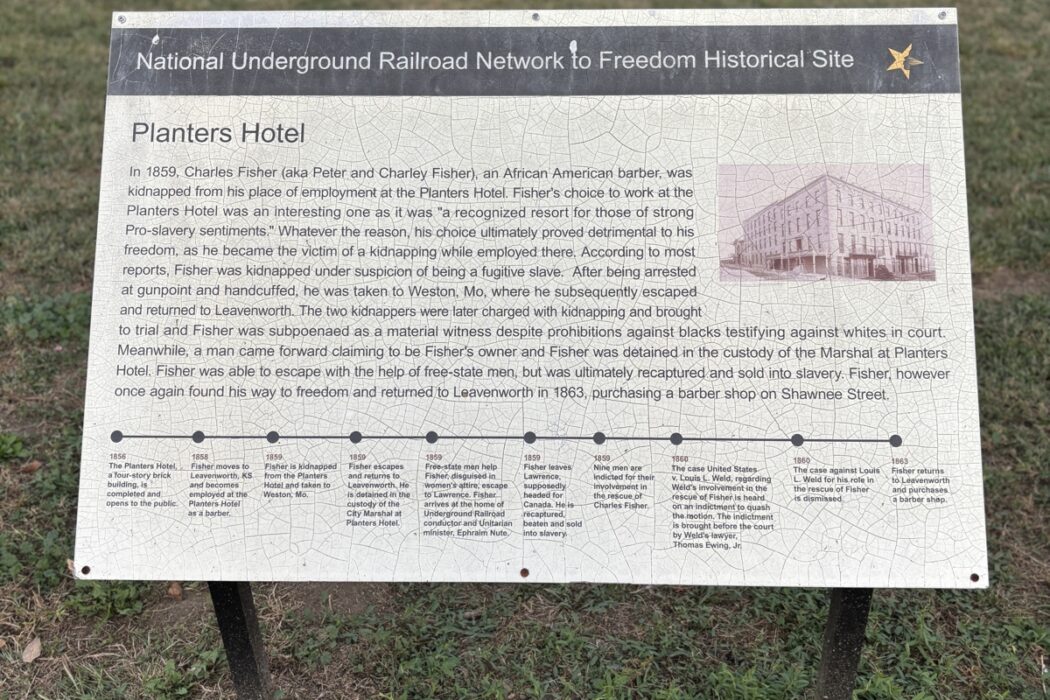 National Underground Railroad Network to Freedom Historical Site
Planters Hotel
In 1859, Charles Fisher (aka Peter and Charley Fisher), an African American barber, was
kidnapped from his place of employment at the Planters Hotel. Fisher's choice to work at the
Planters Hotel was an interesting one as it was "a recognized resort for those of strong
Pro-slavery sentiments." Whatever the reason, his choice ultimately proved detrimental to his
freedom, as he became the victim of a kidnapping while employed there. According to most
reports, Fisher was kidnapped under suspicion of being a fugitive slave. After being arrested
at gunpoint and handcuffed, he was taken to Weston, Mo, where he subsequently escaped
and returned to Leavenworth. The two kidnappers were later charged with kidnapping and brought
to trial and Fisher was subpoenaed as a material witness despite prohibitions against blacks testifying against whites in court.
Meanwhile, a man came forward claiming to be Fisher's owner and Fisher was detained in the custody of the Marshal at Planters
Hotel. Fisher was able to escape with the help of free-state men, but was ultimately recaptured and sold into slavery. Fisher, however
once again found his way to freedom and returned to Leavenworth in 1863, purchasing a barber shop on Shawnee Street.
1856
The Planters Hotel,
a four-story brick
building, is
completed and
opens to the public.
1858
Fisher moves to
Leavenworth, KS
and becomes
employed at the
Planters Hotel
as a barber.
1859
Fisher is kidnapped
from the Planters
Hotel and taken to
Weston, Mo.
1859
Fisher escapes
and returns to
Leavenworth. He
is detained in the
custody of the
City Marshal at
Planters Hotel.
1859
Free-state men help
Fisher, disguised in
women's attire, escape
to Lawrence. Fisher
arrives at the home of
Underground Railroad
conductor and Unitarian
minister, Ephraim Nute.
1859
Fisher leaves
Lawrence,
supposedly
headed for
Canada. He is
recaptured,
beaten and sold
into slavery.
1859
Nine men are
indicted for their
involvement in
the rescue of
Charles Fisher.
1860
The case United States
v. Louis L. Weld, regarding
Weld's involvement in the
rescue of Fisher is heard
on an indictment to quash
the motion. The indictment
is brought before the court
by Weld's lawyer,
Thomas Ewing, Jr.
1860
The case against Louis
L. Weld for his role in
the rescue of Fisher
is dismissed.
1863
Fisher returns
to Leavenworth
and purchases
a barber shop.